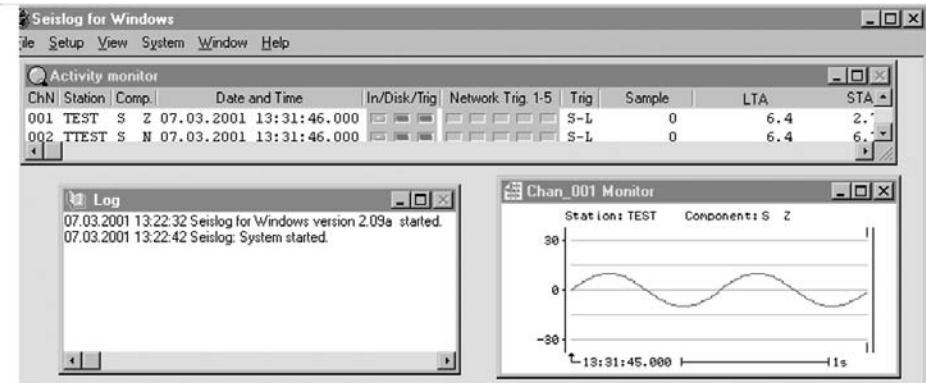 Seislog for Windows
File Setup View System Window Help
Activity monitor
ChN Station Comp. Date and Time In/Disk/Trig Network Trig. 1-5 Trig Sample LTA STA
001 TEST S Z 07.03.2001 13:31:46.000 S-L 0 6.4 2.
002 TTEST S N 07.03.2001 13:31:46.000 S-L 0 6.4 6.
Log
07.03.2001 13:22:32 Seislog for Windows version 2.09a started.
07.03.2001 13:22:42 Seislog: System started.
Chan_001 Monitor
Station: TEST Component: S Z
30
0
-30
13:31:45.000 1s